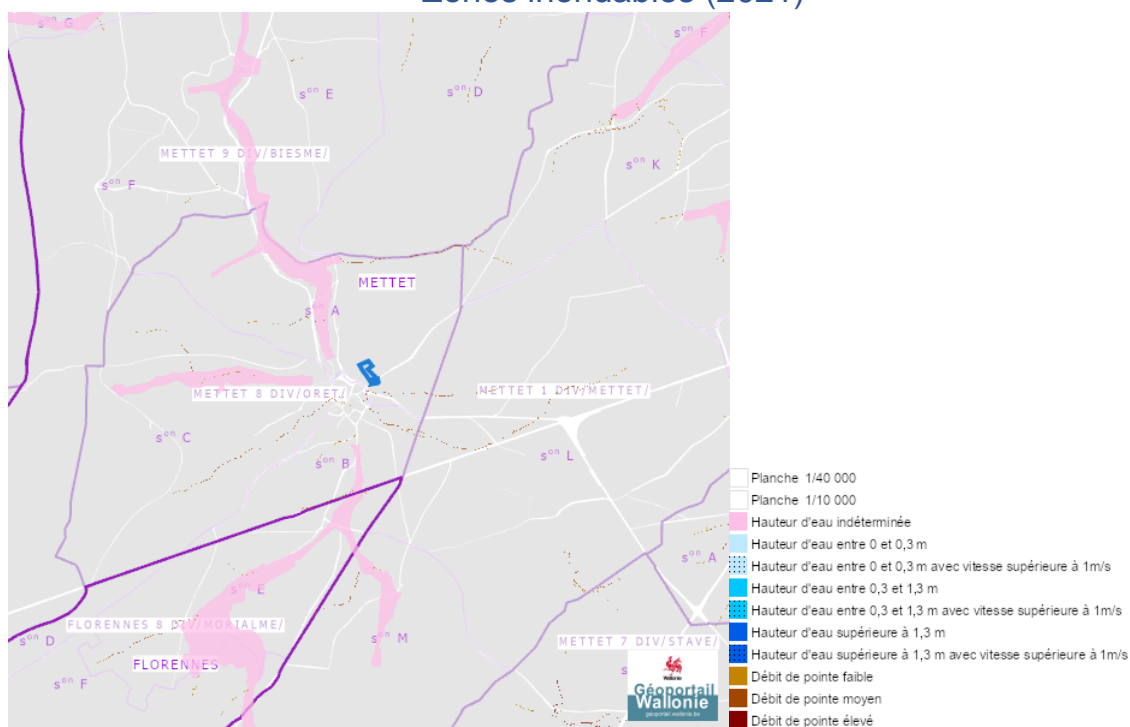 Zones inondables (2021)
sᵒⁿ G
sᵒⁿ F
sᵒⁿ E
sᵒⁿ D
METTET 9 DIV/BIESME/
sᵒⁿ K
sᵒⁿ F
METTET
sᵒⁿ A
METTET 8 DIV/ORET/
METTET 1 DIV/METTET/
sᵒⁿ C
sᵒⁿ B
sᵒⁿ L
sᵒⁿ A
sᵒⁿ E
FLORENNES 8 DIV/MORIALME/
sᵒⁿ D
sᵒⁿ M
METTET 7 DIV/STAVE/
FLORENNES
sᵒⁿ F
Wallonie
Géoportail
Wallonie
geoportail.wallonie.be
Planche 1/40 000
Planche 1/10 000
Hauteur d'eau indéterminée
Hauteur d'eau entre 0 et 0,3 m
Hauteur d'eau entre 0 et 0,3 m avec vitesse supérieure à 1m/s
Hauteur d'eau entre 0,3 et 1,3 m
Hauteur d'eau entre 0,3 et 1,3 m avec vitesse supérieure à 1m/s
Hauteur d'eau supérieure à 1,3 m
Hauteur d'eau supérieure à 1,3 m avec vitesse supérieure à 1m/s
Débit de pointe faible
Débit de pointe moyen
Débit de pointe élevé